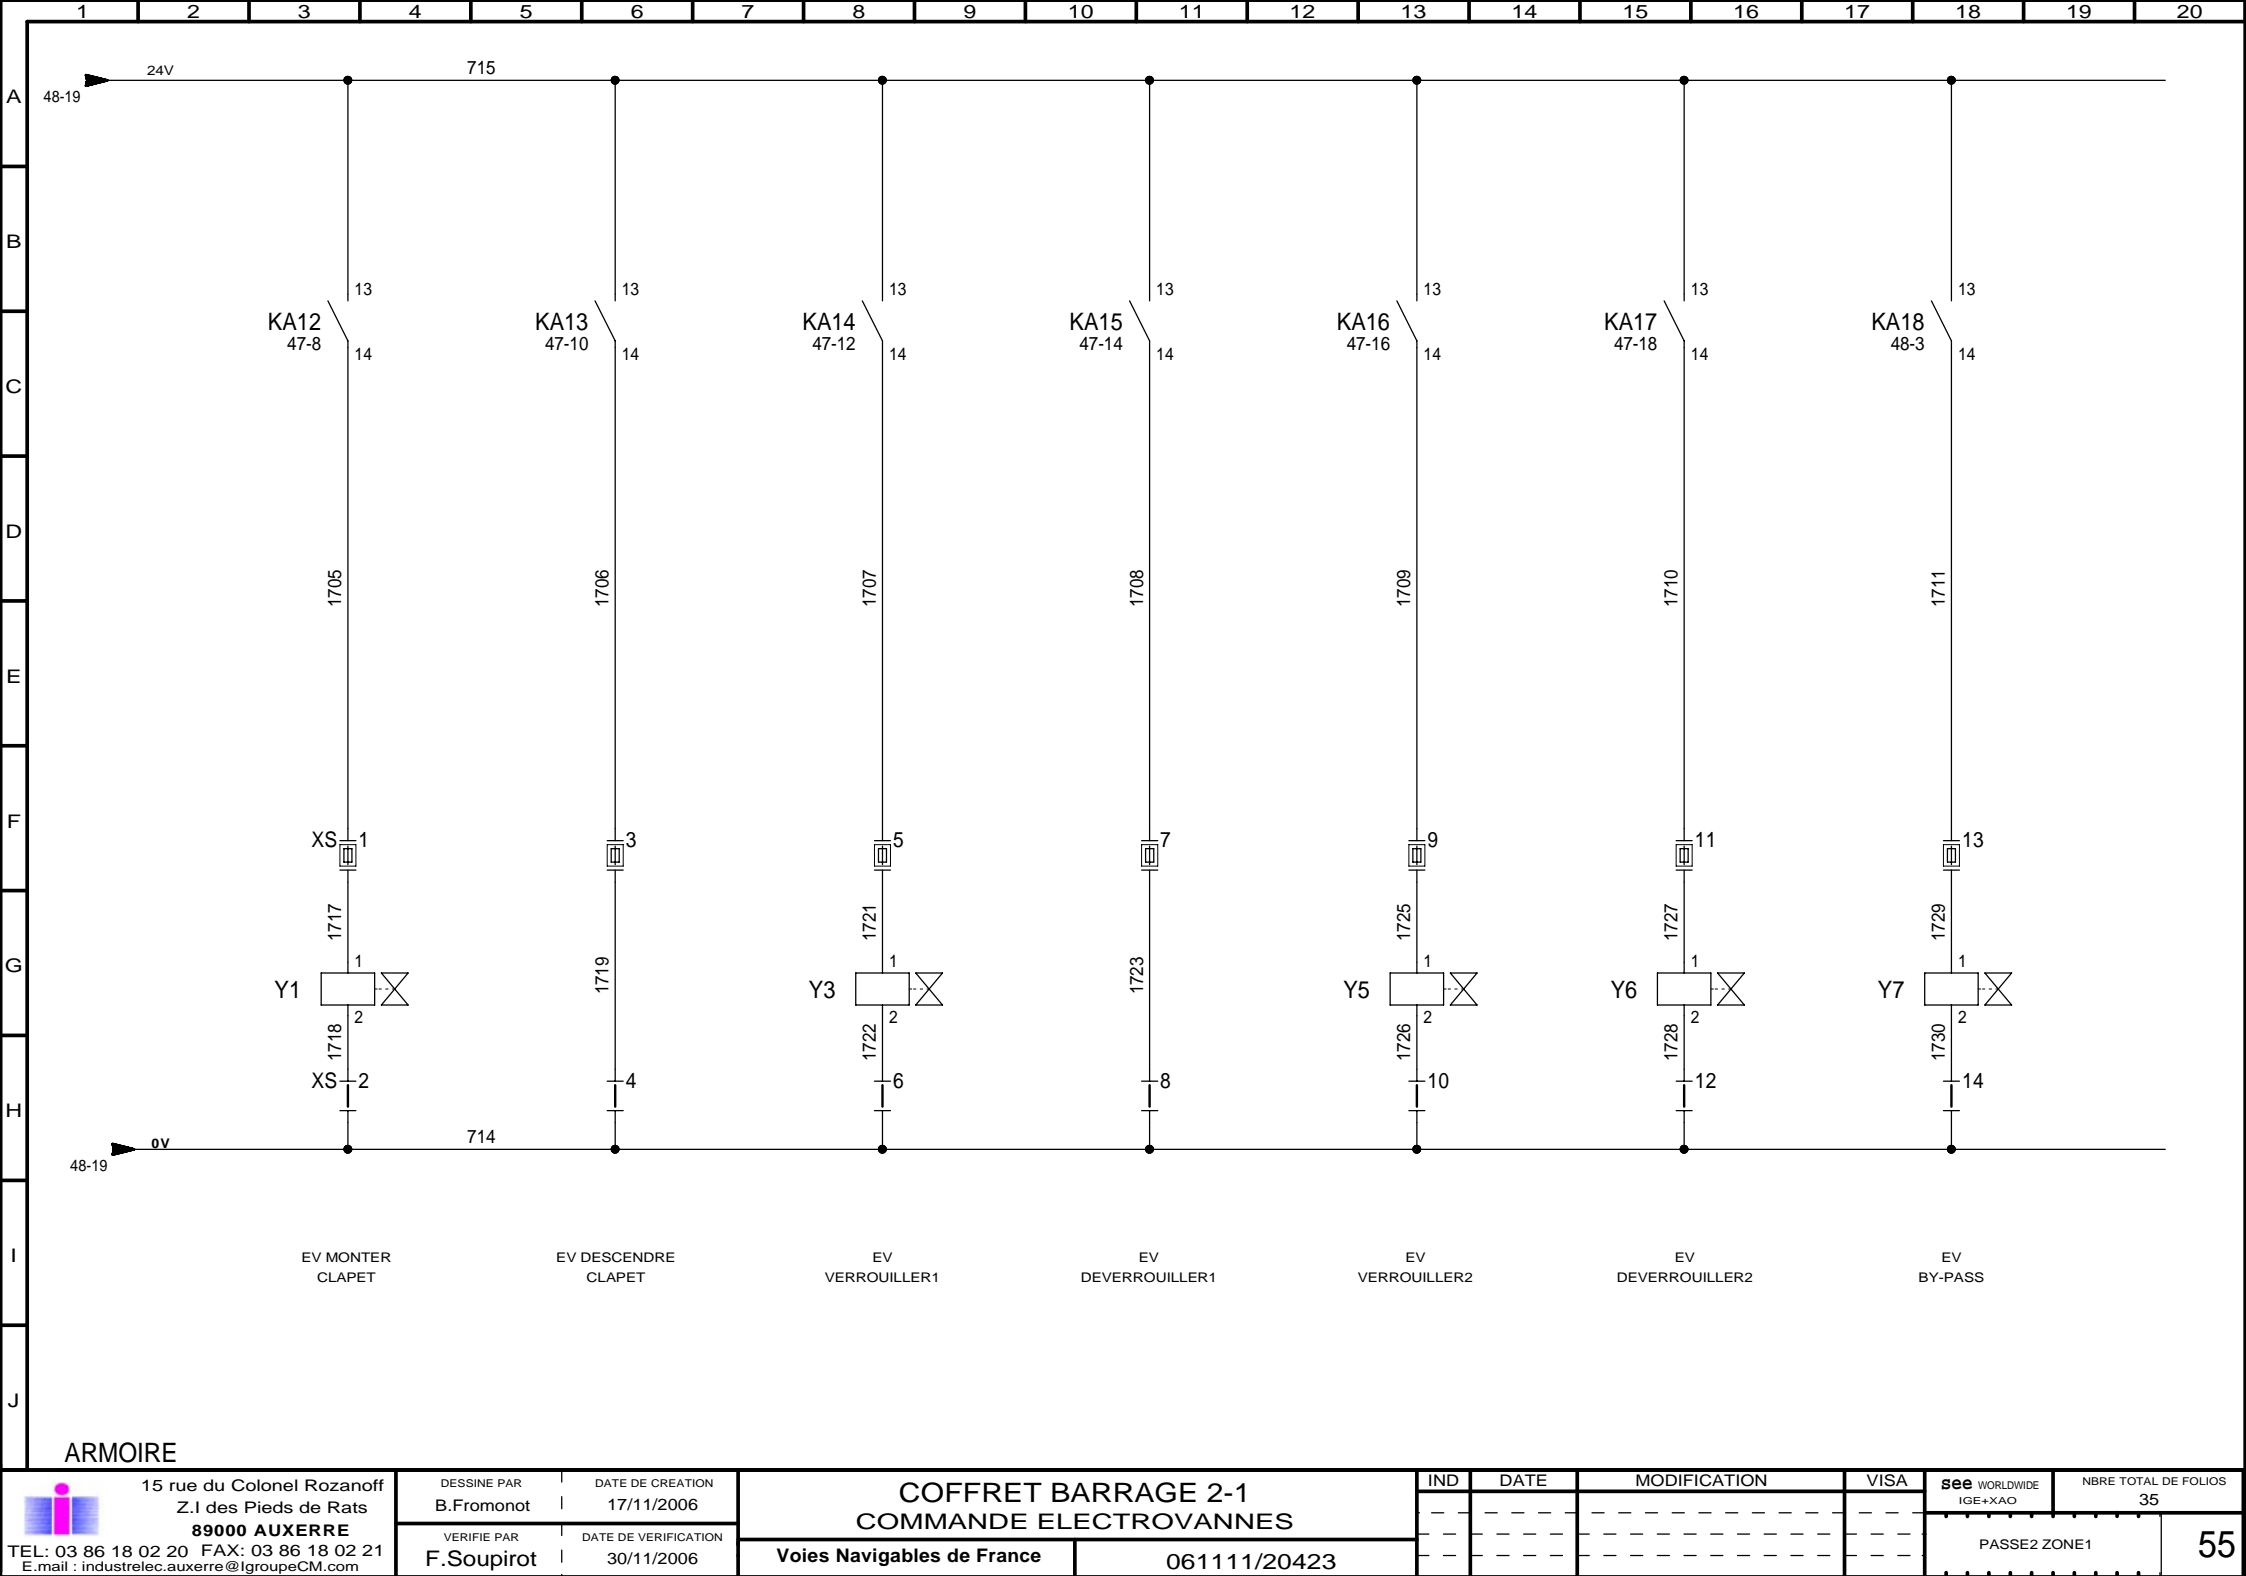 1 2 3 4 5 6 7 8 9 10 11 12 13 14 15 16 17 18 19 20
A
B
C
D
E
F
G
H
I
J
24V 715
48-19
13 13 13 13 13 13 13
KA12 KA13 KA14 KA15 KA16 KA17 KA18
47-8 47-10 47-12 47-14 47-16 47-18 48-3
14 14 14 14 14 14 14
1705 1706 1707 1708 1709 1710 1711
XS 1 3 5 7 9 11 13
1717 1721 1725 1727 1729
1 1 1 1 1
Y1 1719 Y3 1723 Y5 Y6 Y7
2 2 2 2 2
1718 1722 1726 1728 1730
XS 2 4 6 8 10 12 14
0V 714
48-19
EV MONTER
CLAPET
EV DESCENDRE
CLAPET
EV
VERROUILLER1
EV
DEVERROUILLER1
EV
VERROUILLER2
EV
DEVERROUILLER2
EV
BY-PASS
ARMOIRE
i
15 rue du Colonel Rozanoff
Z.I des Pieds de Rats
89000 AUXERRE
TEL: 03 86 18 02 20 FAX: 03 86 18 02 21
E.mail : industrelec.auxerre@IgroupeCM.com
DESSINE PAR
B.Fromonot
DATE DE CREATION
17/11/2006
VERIFIE PAR
F.Soupirot
DATE DE VERIFICATION
30/11/2006
COFFRET BARRAGE 2-1
COMMANDE ELECTROVANNES
Voies Navigables de France
061111/20423
IND DATE MODIFICATION VISA
see WORLDWIDE
IGE+XAO
NBRE TOTAL DE FOLIOS
35
PASSE2 ZONE1
55